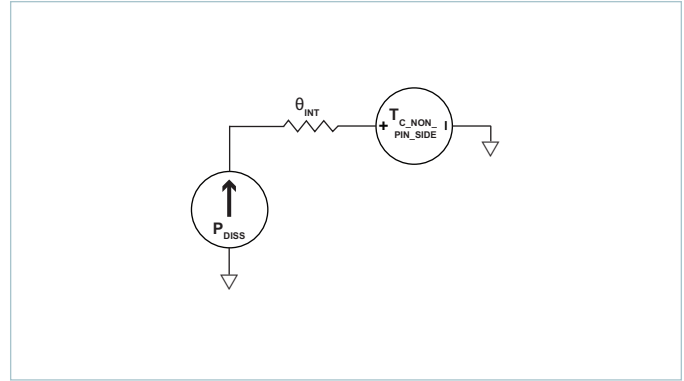 θINT
+ TC_NON_ I
PIN_SIDE
PDISS